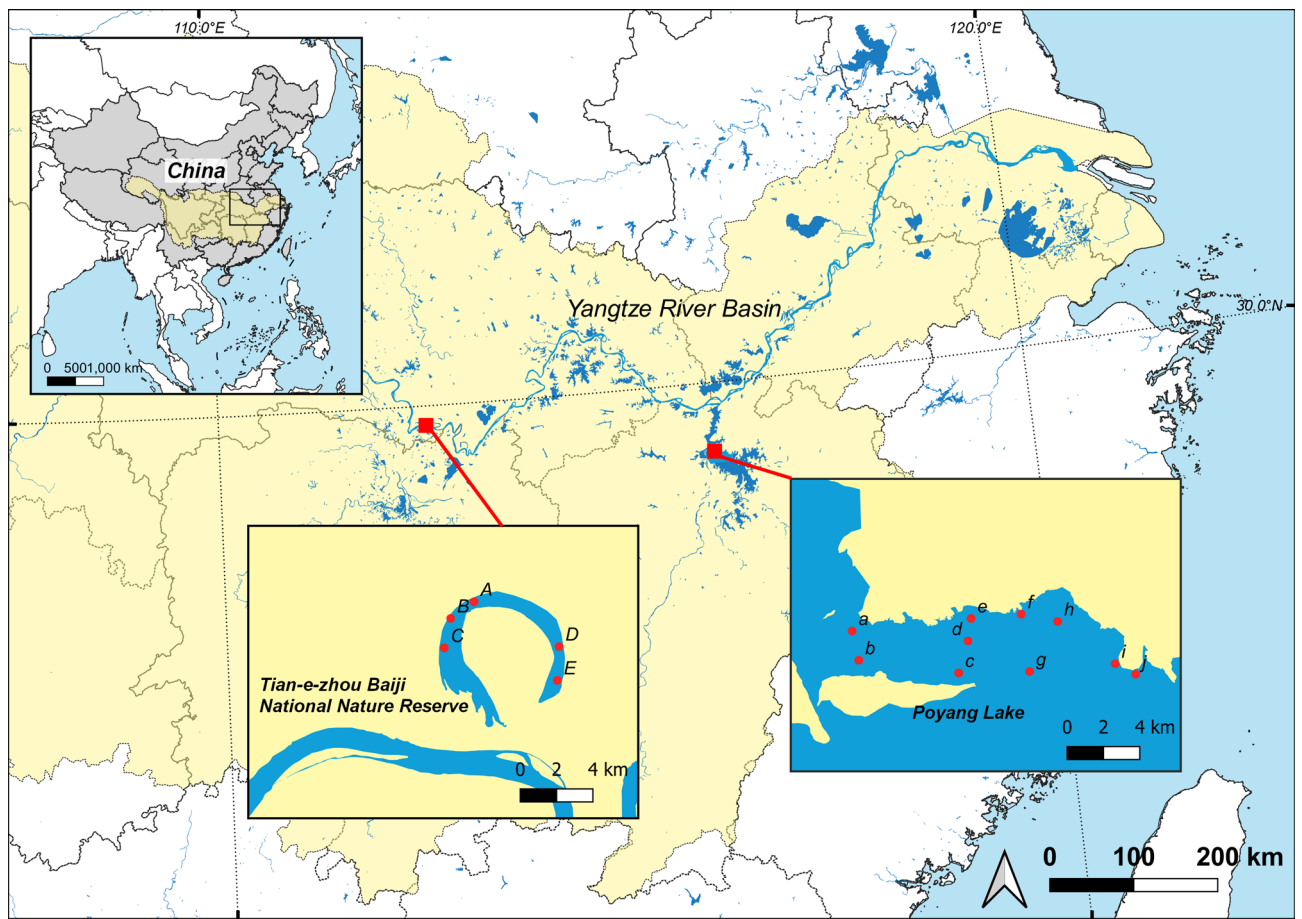 110.0°E
120.0°E
China
0 5001,000 km
Yangtze River Basin
30.0°N
A
B
C
D
E
Tian-e-zhou Baiji
National Nature Reserve
0 2 4 km
a
b
c
d
e
f
g
h
i
j
Poyang Lake
0 2 4 km
0 100 200 km